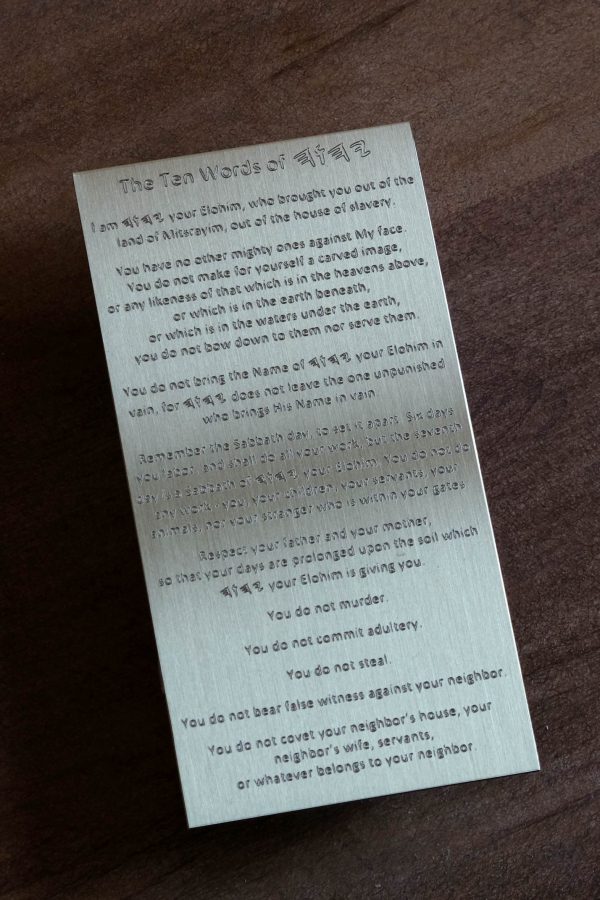 The Ten Words of 𐤉𐤄𐤅𐤄
I am 𐤉𐤄𐤅𐤄 your Elohim, who brought you out of the
land of Mitsrayim, out of the house of slavery.
You have no other mighty ones against My face.
You do not make for yourself a carved image,
or any likeness of that which is in the heavens above,
or which is in the earth beneath,
or which is in the waters under the earth,
you do not bow down to them nor serve them.
You do not bring the Name of 𐤉𐤄𐤅𐤄 your Elohim in
vain, for 𐤉𐤄𐤅𐤄 does not leave the one unpunished
who brings His Name in vain.
Remember the Sabbath day, to set it apart. Six days
you labor, and shall do all your work, but the seventh
day is a Sabbath of 𐤉𐤄𐤅𐤄 your Elohim. You do not do
any work - you, your children, your servants, your
animals, nor your stranger who is within your gates.
Respect your father and your mother,
so that your days are prolonged upon the soil which
𐤉𐤄𐤅𐤄 your Elohim is giving you.
You do not murder.
You do not commit adultery.
You do not steal.
You do not bear false witness against your neighbor.
You do not covet your neighbor's house, your
neighbor's wife, servants,
or whatever belongs to your neighbor.